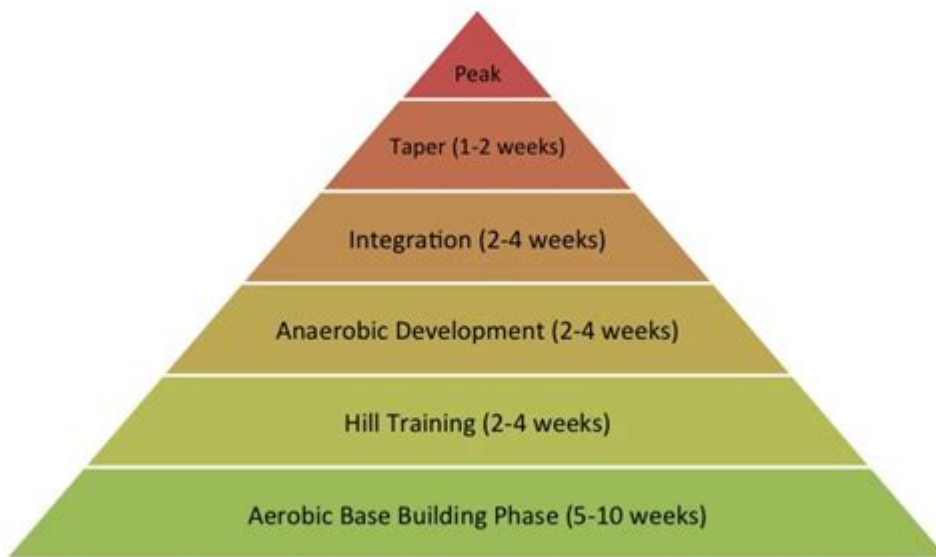 Peak
Taper (1-2 weeks)
Integration (2-4 weeks)
Anaerobic Development (2-4 weeks)
Hill Training (2-4 weeks)
Aerobic Base Building Phase (5-10 weeks)